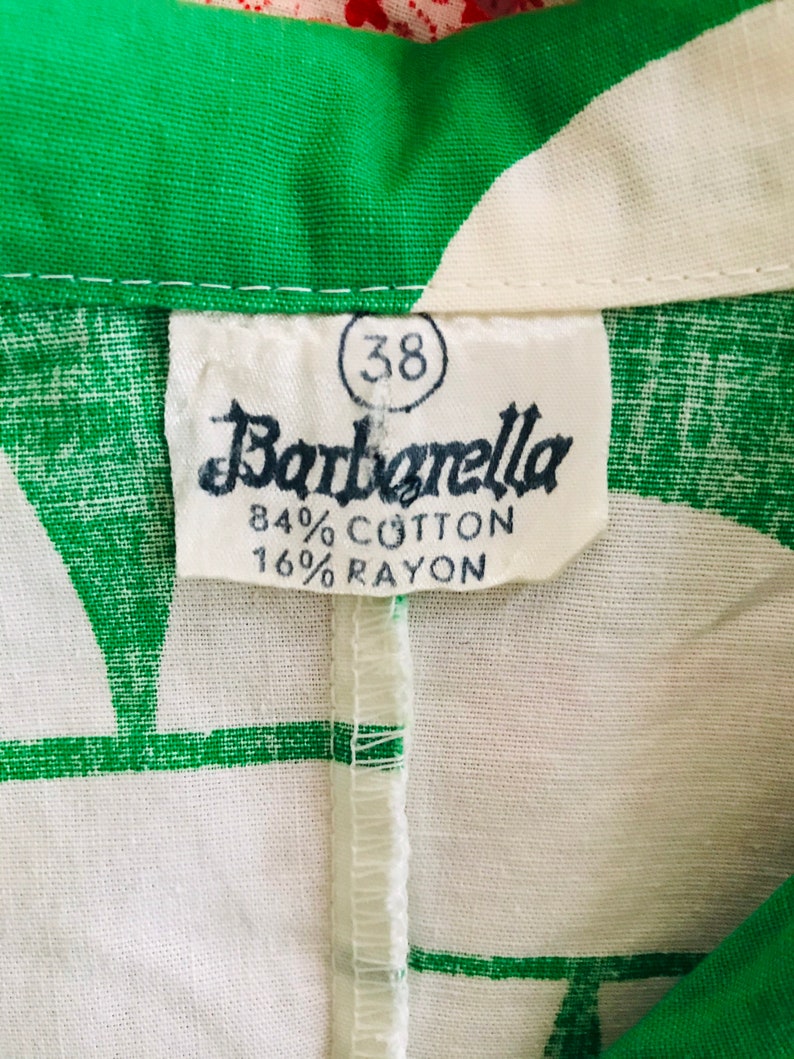 38
Barbarella
84% COTTON
16% RAYON